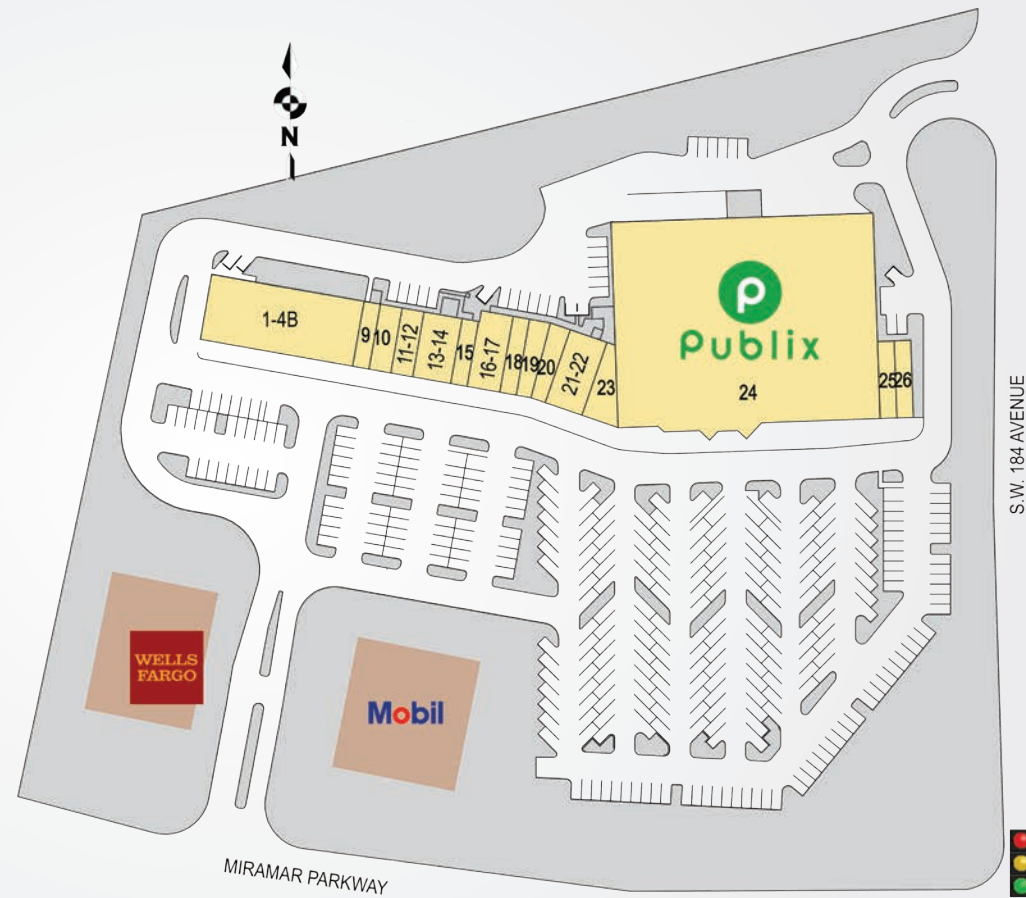 N
1-4B
9
10
11-12
13-14
15
16-17
18
19
20
21-22
23
24
25
26
p
Publix
S.W. 184 AVENUE
WELLS
FARGO
Mobil
MIRAMAR PARKWAY